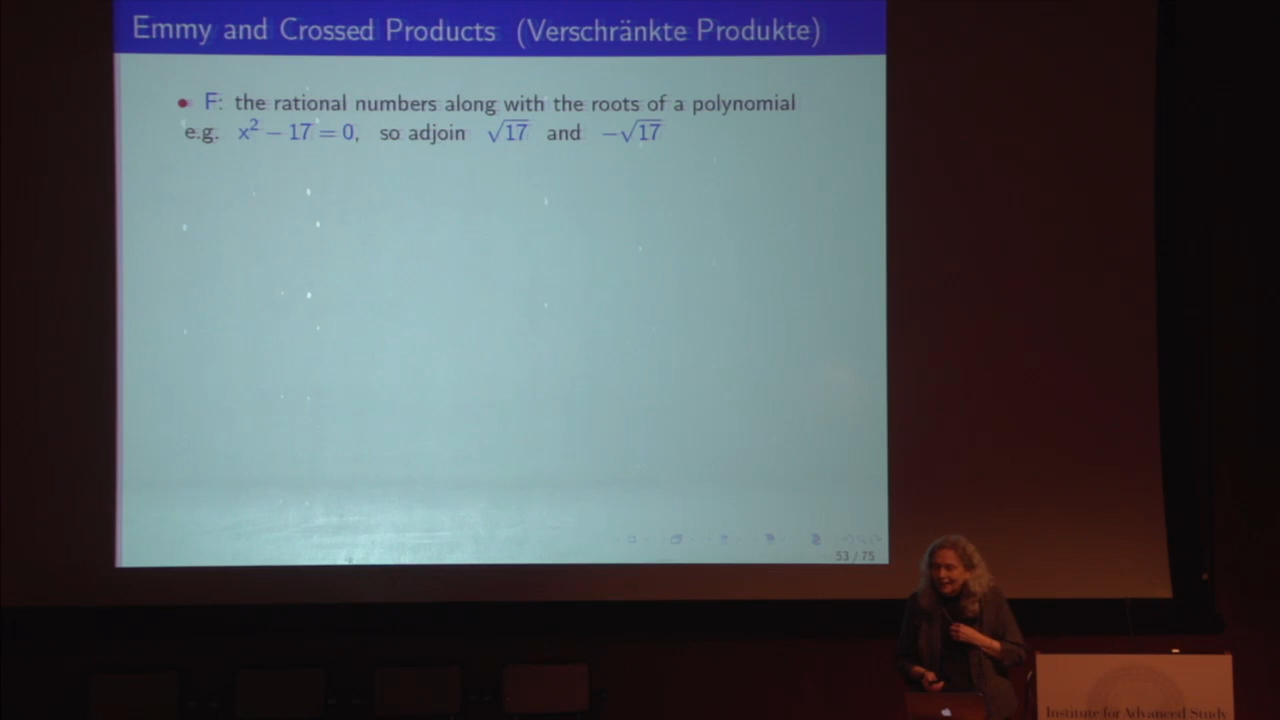 Emmy and Crossed Products (Verschränkte Produkte)
• F: the rational numbers along with the roots of a polynomial
e.g. x² − 17 = 0, so adjoin √17 and −√17
53 / 75
Institute for Advanced Study